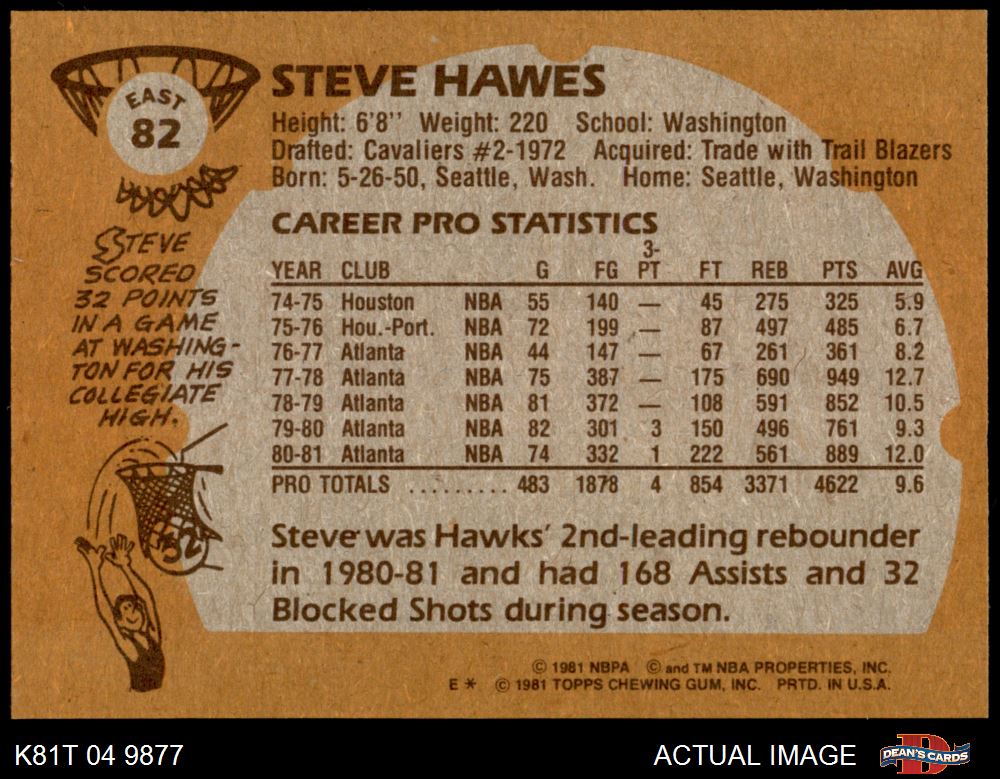 EAST
82
STEVE HAWES
Height: 6'8'' Weight: 220 School: Washington
Drafted: Cavaliers #2-1972 Acquired: Trade with Trail Blazers
Born: 5-26-50, Seattle, Wash. Home: Seattle, Washington
STEVE
SCORED
32 POINTS
IN A GAME
AT WASHING-
TON FOR HIS
COLLEGIATE
HIGH.
#32
CAREER PRO STATISTICS
YEAR CLUB G FG 3-PT FT REB PTS AVG
74-75 Houston NBA 55 140 — 45 275 325 5.9
75-76 Hou.-Port. NBA 72 199 — 87 497 485 6.7
76-77 Atlanta NBA 44 147 — 67 261 361 8.2
77-78 Atlanta NBA 75 387 — 175 690 949 12.7
78-79 Atlanta NBA 81 372 — 108 591 852 10.5
79-80 Atlanta NBA 82 301 3 150 496 761 9.3
80-81 Atlanta NBA 74 332 1 222 561 889 12.0
PRO TOTALS ......... 483 1878 4 854 3371 4622 9.6
Steve was Hawks' 2nd-leading rebounder
in 1980-81 and had 168 Assists and 32
Blocked Shots during season.
© 1981 NBPA © and TM NBA PROPERTIES, INC.
E * © 1981 TOPPS CHEWING GUM, INC. PRTD. IN U.S.A.
K81T 04 9877 ACTUAL IMAGE DEAN'S CARDS